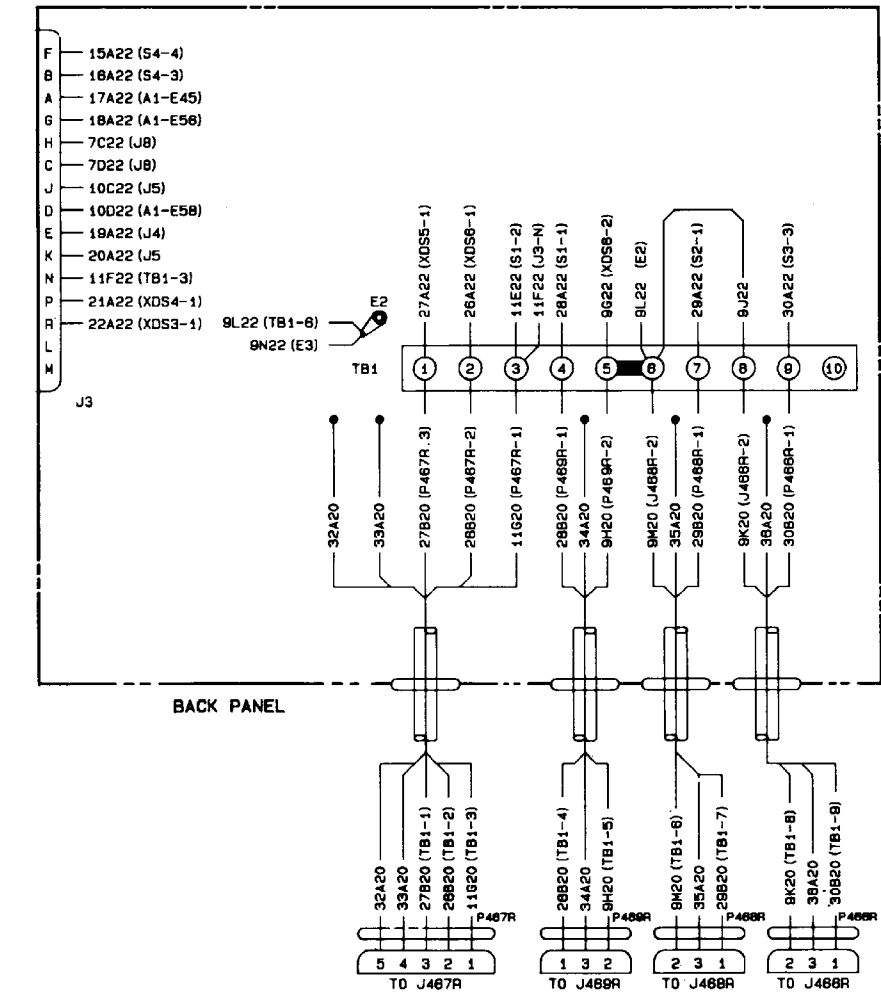 F 15A22 (S4-4)
B 16A22 (S4-3)
A 17A22 (A1-E45)
G 18A22 (A1-E56)
H 7C22 (J8)
C 7D22 (J8)
J 10C22 (J5)
D 10D22 (A1-E58)
E 19A22 (J4)
K 20A22 (J5
N 11F22 (TB1-3)
P 21A22 (XDS4-1)
R 22A22 (XDS3-1)
L
M
J3
9L22 (TB1-6)
9N22 (E3)
E2
27A22 (XDS5-1)
26A22 (XDS6-1)
11E22 (S1-2)
11F22 (J3-N)
28A22 (S1-1)
9G22 (XDS6-2)
9L22 (E2)
29A22 (S2-1)
9J22
30A22 (S3-3)
TB1
1 2 3 4 5 6 7 8 9 10
32A20
33A20
27B20 (P467R.3)
26B20 (P467R-2)
11G20 (P467R-1)
28B20 (P469R-1)
34A20
9H20 (P469R-2)
9M20 (J468R-2)
35A20
29B20 (P468R-1)
9K20 (J466R-2)
36A20
30B20 (P466R-1)
BACK PANEL
32A20
33A20
27B20 (TB1-1)
26B20 (TB1-2)
11G20 (TB1-3)
28B20 (TB1-4)
34A20
9H20 (TB1-5)
9M20 (TB1-6)
35A20
29B20 (TB1-7)
9K20 (TB1-8)
36A20
30B20 (TB1-9)
P467R
P469R
P468R
P466R
5 4 3 2 1
1 3 2
2 3 1
2 3 1
TO J467R
TO J469R
TO J468R
TO J466R